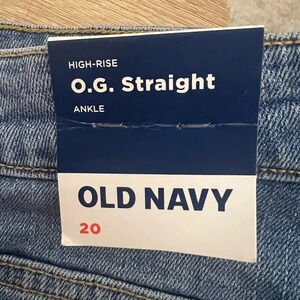 HIGH-RISE
O.G. Straight
ANKLE
OLD NAVY
20